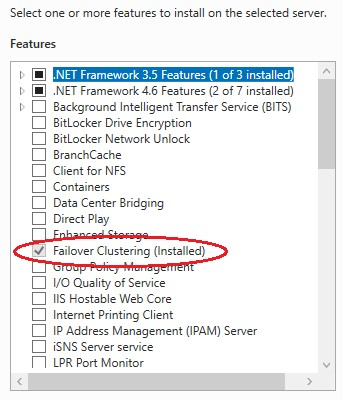 Select one or more features to install on the selected server.
Features
.NET Framework 3.5 Features (1 of 3 installed)
.NET Framework 4.6 Features (2 of 7 installed)
Background Intelligent Transfer Service (BITS)
BitLocker Drive Encryption
BitLocker Network Unlock
BranchCache
Client for NFS
Containers
Data Center Bridging
Direct Play
Enhanced Storage
Failover Clustering (Installed)
Group Policy Management
I/O Quality of Service
IIS Hostable Web Core
Internet Printing Client
IP Address Management (IPAM) Server
iSNS Server service
LPR Port Monitor